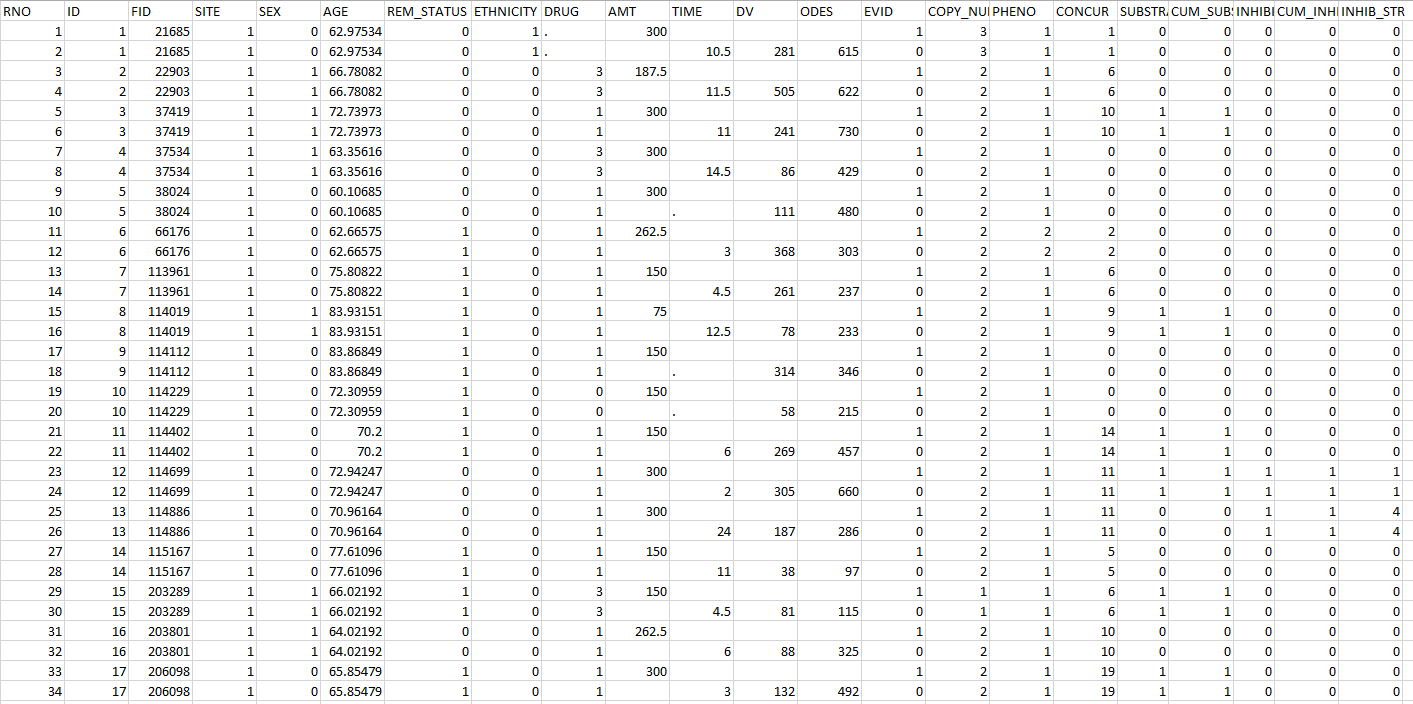 RNO ID FID SITE SEX AGE REM_STATUS ETHNICITY DRUG AMT TIME DV ODES EVID COPY_NUI PHENO CONCUR SUBSTRA CUM_SUBS INHIBI CUM_INHI INHIB_STR
1 1 21685 1 0 62.97534 0 1 . 300 1 3 1 1 0 0 0 0 0
2 1 21685 1 0 62.97534 0 1 . 10.5 281 615 0 3 1 1 0 0 0 0 0
3 2 22903 1 1 66.78082 0 0 3 187.5 1 2 1 6 0 0 0 0 0
4 2 22903 1 1 66.78082 0 0 3 11.5 505 622 0 2 1 6 0 0 0 0 0
5 3 37419 1 1 72.73973 0 0 1 300 1 2 1 10 1 1 0 0 0
6 3 37419 1 1 72.73973 0 0 1 11 241 730 0 2 1 10 1 1 0 0 0
7 4 37534 1 1 63.35616 0 0 3 300 1 2 1 0 0 0 0 0 0
8 4 37534 1 1 63.35616 0 0 3 14.5 86 429 0 2 1 0 0 0 0 0 0
9 5 38024 1 0 60.10685 0 0 1 300 1 2 1 0 0 0 0 0 0
10 5 38024 1 0 60.10685 0 0 1 . 111 480 0 2 1 0 0 0 0 0 0
11 6 66176 1 0 62.66575 1 0 1 262.5 1 2 2 2 0 0 0 0 0
12 6 66176 1 0 62.66575 1 0 1 3 368 303 0 2 2 2 0 0 0 0 0
13 7 113961 1 0 75.80822 1 0 1 150 1 2 1 6 0 0 0 0 0
14 7 113961 1 0 75.80822 1 0 1 4.5 261 237 0 2 1 6 0 0 0 0 0
15 8 114019 1 1 83.93151 1 0 1 75 1 2 1 9 1 1 0 0 0
16 8 114019 1 1 83.93151 1 0 1 12.5 78 233 0 2 1 9 1 1 0 0 0
17 9 114112 1 0 83.86849 1 0 1 150 1 2 1 0 0 0 0 0 0
18 9 114112 1 0 83.86849 1 0 1 . 314 346 0 2 1 0 0 0 0 0 0
19 10 114229 1 0 72.30959 1 0 0 150 1 2 1 0 0 0 0 0 0
20 10 114229 1 0 72.30959 1 0 0 . 58 215 0 2 1 0 0 0 0 0 0
21 11 114402 1 0 70.2 1 0 1 150 1 2 1 14 1 1 0 0 0
22 11 114402 1 0 70.2 1 0 1 6 269 457 0 2 1 14 1 1 0 0 0
23 12 114699 1 0 72.94247 0 0 1 300 1 2 1 11 1 1 1 1 1
24 12 114699 1 0 72.94247 0 0 1 2 305 660 0 2 1 11 1 1 1 1 1
25 13 114886 1 0 70.96164 0 0 1 300 1 2 1 11 0 0 1 1 4
26 13 114886 1 0 70.96164 0 0 1 24 187 286 0 2 1 11 0 0 1 1 4
27 14 115167 1 0 77.61096 1 0 1 150 1 2 1 5 0 0 0 0 0
28 14 115167 1 0 77.61096 1 0 1 11 38 97 0 2 1 5 0 0 0 0 0
29 15 203289 1 1 66.02192 1 0 3 150 1 1 1 6 1 1 0 0 0
30 15 203289 1 1 66.02192 1 0 3 4.5 81 115 0 1 1 6 1 1 0 0 0
31 16 203801 1 1 64.02192 0 0 1 262.5 1 2 1 10 0 0 0 0 0
32 16 203801 1 1 64.02192 0 0 1 6 88 325 0 2 1 10 0 0 0 0 0
33 17 206098 1 0 65.85479 1 0 1 300 1 2 1 19 1 1 0 0 0
34 17 206098 1 0 65.85479 1 0 1 3 132 492 0 2 1 19 1 1 0 0 0